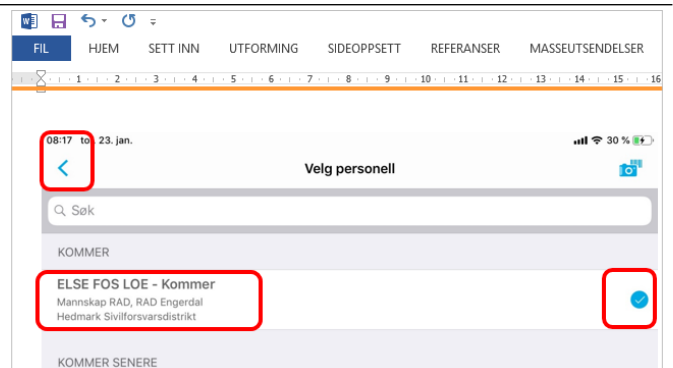 FIL HJEM SETT INN UTFORMING SIDEOPPSETT REFERANSER MASSEUTSENDELSER
1 2 3 4 5 6 7 8 9 10 11 12 13 14 15 16
08:17 to. 23. jan. 30 %
Velg personell
Søk
KOMMER
ELSE FOS LOE - Kommer
Mannskap RAD, RAD Engerdal
Hedmark Sivilforsvarsdistrikt
KOMMER SENERE